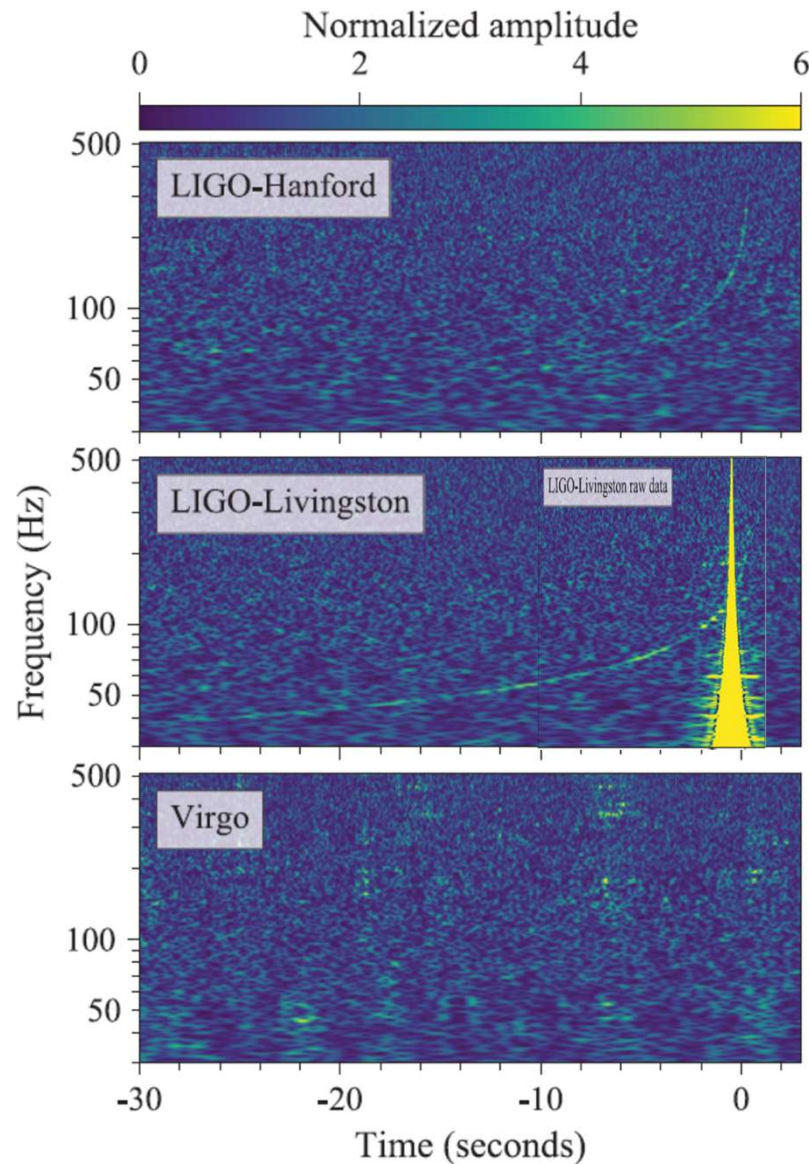 Normalized amplitude
0 2 4 6
500
LIGO-Hanford
100
50
500
LIGO-Livingston
LIGO-Livingston raw data
100
50
Frequency (Hz)
500
Virgo
100
50
-30 -20 -10 0
Time (seconds)